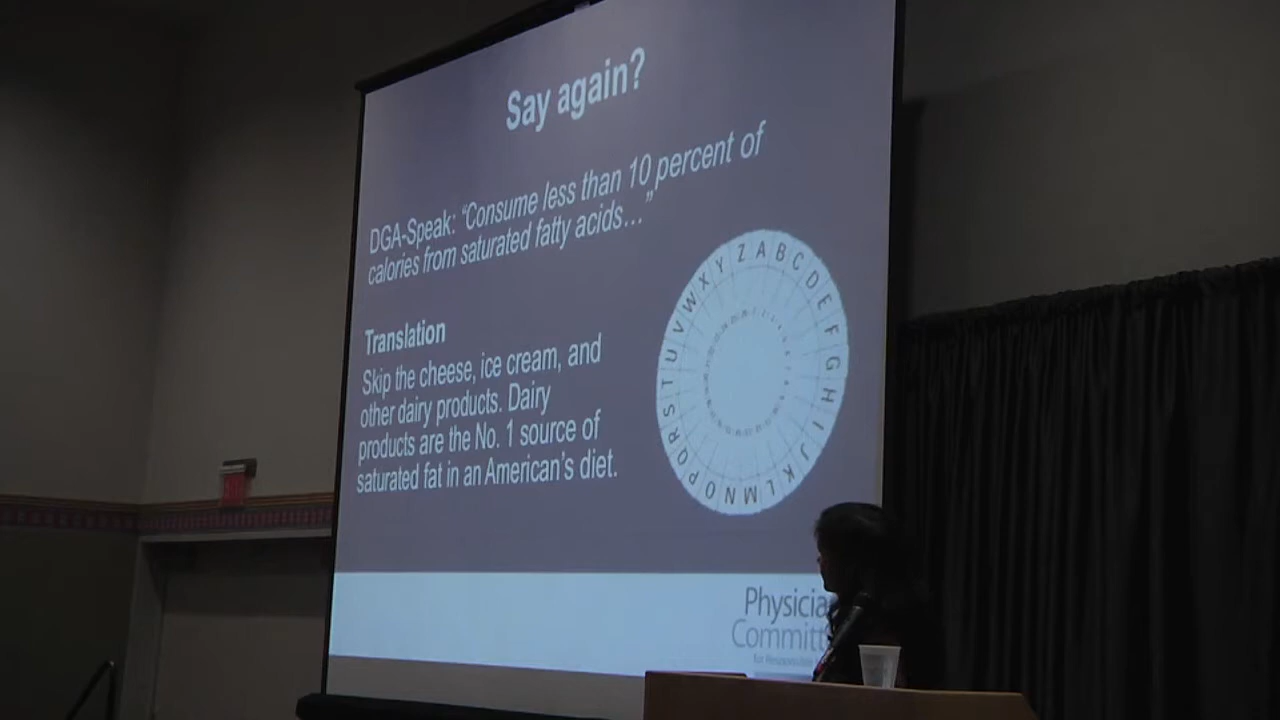 Say again?
DGA-Speak: “Consume less than 10 percent of
calories from saturated fatty acids…”
Translation
Skip the cheese, ice cream, and
other dairy products. Dairy
products are the No. 1 source of
saturated fat in an American’s diet.
A B C D E F G H I J K L M N O P Q R S T U V W X Y Z
Physicia
Committ
for Responsible